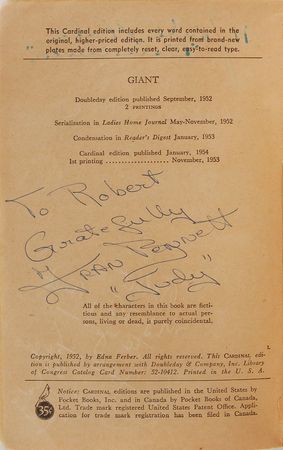 This Cardinal edition includes every word contained in the
original, higher-priced edition. It is printed from brand-new
plates made from completely reset, clear, easy-to-read type.
GIANT
Doubleday edition published September, 1952
2 PRINTINGS
Serialization in Ladies Home Journal May-November, 1952
Condensation in Reader's Digest January, 1953
Cardinal edition published January, 1954
1st printing .................... November, 1953
To Robert
Gratefully
Jean Bennett
"Judy"
All of the characters in this book are ficti-
tious and any resemblance to actual per-
sons, living or dead, is purely coincidental.
Copyright, 1952, by Edna Ferber. All rights reserved. This CARDINAL edi-
tion is published by arrangement with Doubleday & Company, Inc. Library
of Congress Catalog Card Number: 52-10412. Printed in the U. S. A.
35¢
Notice: CARDINAL editions are published in the United States by
Pocket Books, Inc. and in Canada by Pocket Books of Canada,
Ltd. Trade mark registered United States Patent Office. Appli-
cation for trade mark registration has been filed in Canada.